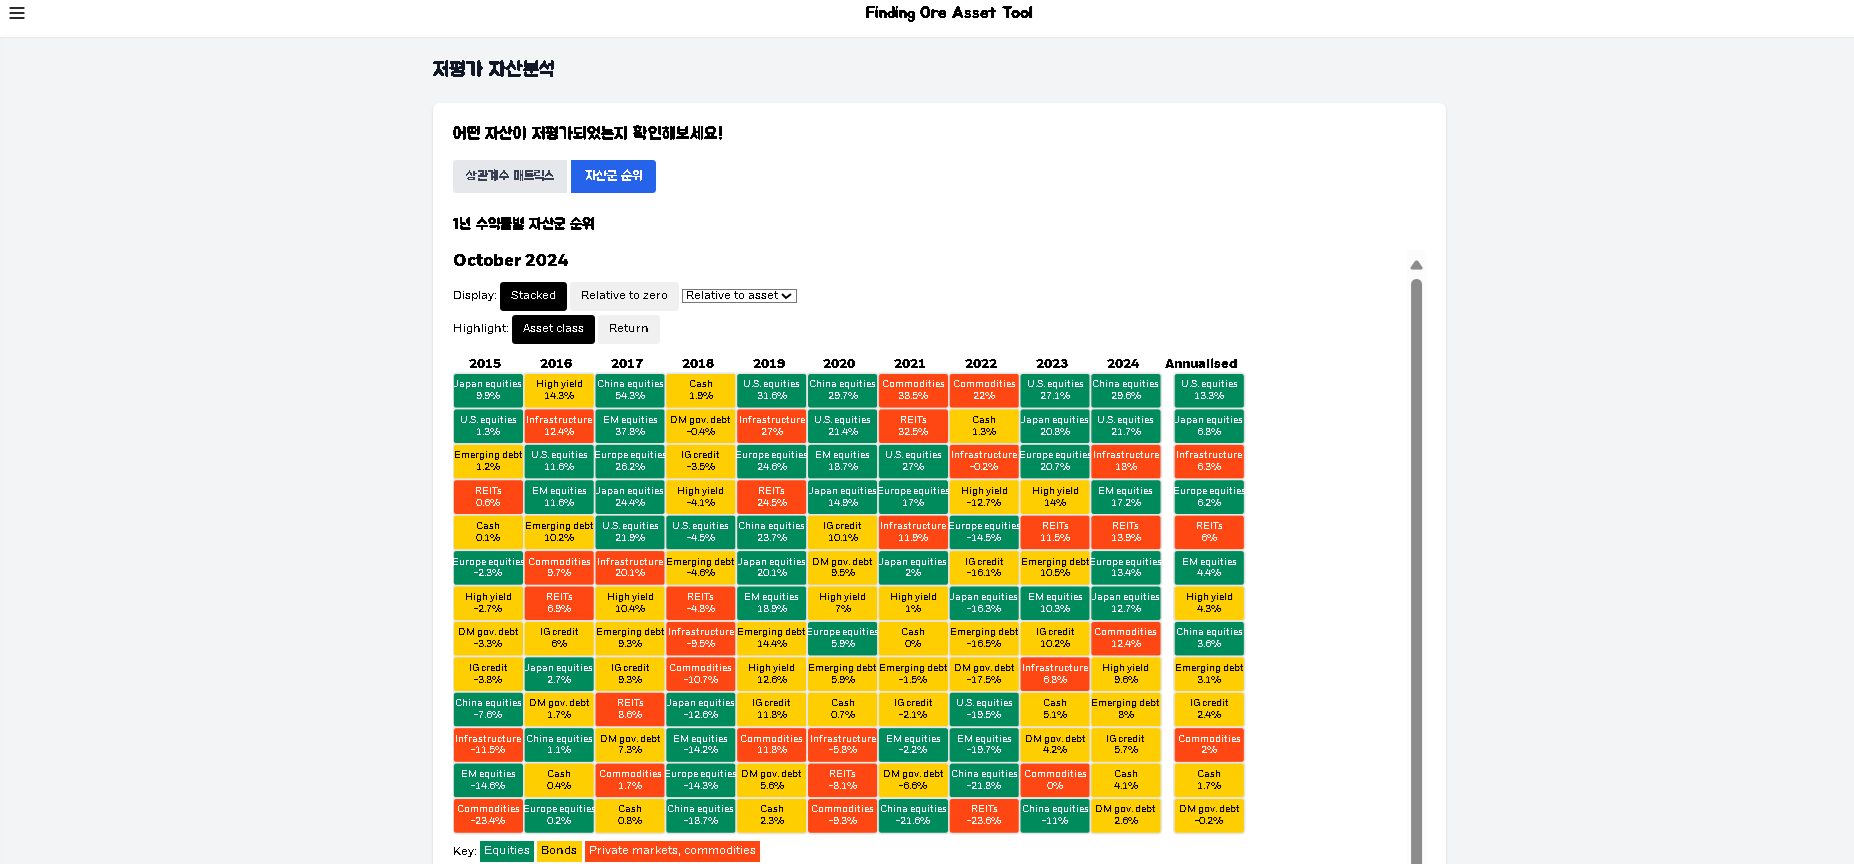 Finding Ore Asset Tool
저평가 자산분석
어떤 자산이 저평가되었는지 확인해보세요!
상관계수 매트릭스 자산군 순위
1년 수익률별 자산군 순위
October 2024
Display: Stacked Relative to zero Relative to asset
Highlight: Asset class Return
2015 2016 2017 2018 2019 2020 2021 2022 2023 2024 Annualised
Japan equities High yield China equities Cash U.S. equities China equities Commodities Commodities U.S. equities China equities U.S. equities
9.9% 14.3% 54.3% 1.9% 31.6% 29.7% 38.5% 22% 27.1% 29.6% 13.3%
U.S. equities Infrastructure EM equities DM gov. debt Infrastructure U.S. equities REITs Cash Japan equities U.S. equities Japan equities
1.3% 12.4% 37.8% -0.4% 27% 21.4% 32.5% 1.3% 20.8% 21.7% 6.8%
Emerging debt U.S. equities Europe equities IG credit Europe equities EM equities U.S. equities Infrastructure Europe equities Infrastructure Infrastructure
1.2% 11.6% 26.2% -3.5% 24.6% 18.7% 27% -0.2% 20.7% 18% 6.3%
REITs EM equities Japan equities High yield REITs Japan equities Europe equities High yield High yield EM equities Europe equities
0.6% 11.6% 24.4% -4.1% 24.5% 14.9% 17% -12.7% 14% 17.2% 6.2%
Cash Emerging debt U.S. equities U.S. equities China equities IG credit Infrastructure Europe equities REITs REITs REITs
0.1% 10.2% 21.9% -4.5% 23.7% 10.1% 11.9% -14.5% 11.5% 13.9% 6%
Europe equities Commodities Infrastructure Emerging debt Japan equities DM gov. debt Japan equities IG credit Emerging debt Europe equities EM equities
-2.3% 9.7% 20.1% -4.6% 20.1% 9.5% 2% -16.1% 10.5% 13.4% 4.4%
High yield REITs High yield REITs EM equities High yield High yield Japan equities EM equities Japan equities High yield
-2.7% 6.9% 10.4% -4.8% 18.9% 7% 1% -16.3% 10.3% 12.7% 4.3%
DM gov. debt IG credit Emerging debt Infrastructure Emerging debt Europe equities Cash Emerging debt IG credit Commodities China equities
-3.3% 6% 9.3% -9.5% 14.4% 5.9% 0% -16.5% 10.2% 12.4% 3.6%
IG credit Japan equities IG credit Commodities High yield Emerging debt Emerging debt DM gov. debt Infrastructure High yield Emerging debt
-3.8% 2.7% 9.3% -10.7% 12.6% 5.9% -1.5% -17.5% 6.8% 9.6% 3.1%
China equities DM gov. debt REITs Japan equities IG credit Cash IG credit U.S. equities Cash Emerging debt IG credit
-7.6% 1.7% 8.6% -12.6% 11.8% 0.7% -2.1% -19.5% 5.1% 8% 2.4%
Infrastructure China equities DM gov. debt EM equities Commodities Infrastructure EM equities EM equities DM gov. debt IG credit Commodities
-11.5% 1.1% 7.3% -14.2% 11.8% -5.8% -2.2% -19.7% 4.2% 5.7% 2%
EM equities Cash Commodities Europe equities DM gov. debt REITs DM gov. debt China equities Commodities Cash Cash
-14.6% 0.4% 1.7% -14.3% 5.6% -8.1% -6.6% -21.8% 0% 4.1% 1.7%
Commodities Europe equities Cash China equities Cash Commodities China equities REITs China equities DM gov. debt DM gov. debt
-23.4% 0.2% 0.8% -18.7% 2.3% -9.3% -21.6% -23.6% -11% 2.6% -0.2%
Key: Equities Bonds Private markets, commodities